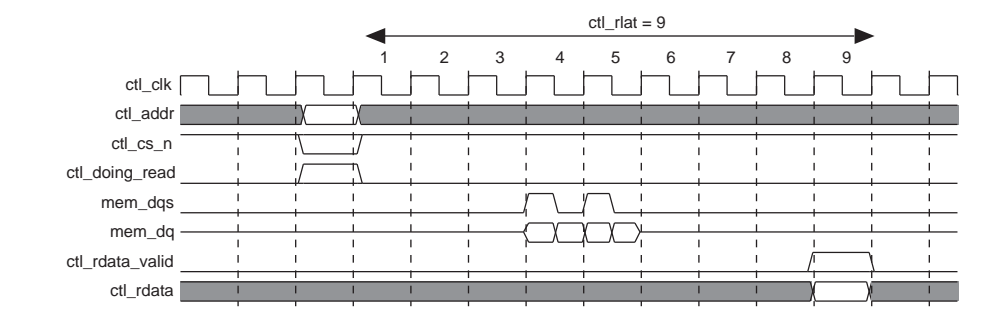 ctl_rlat = 9
1 2 3 4 5 6 7 8 9
ctl_clk
ctl_addr
ctl_cs_n
ctl_doing_read
mem_dqs
mem_dq
ctl_rdata_valid
ctl_rdata